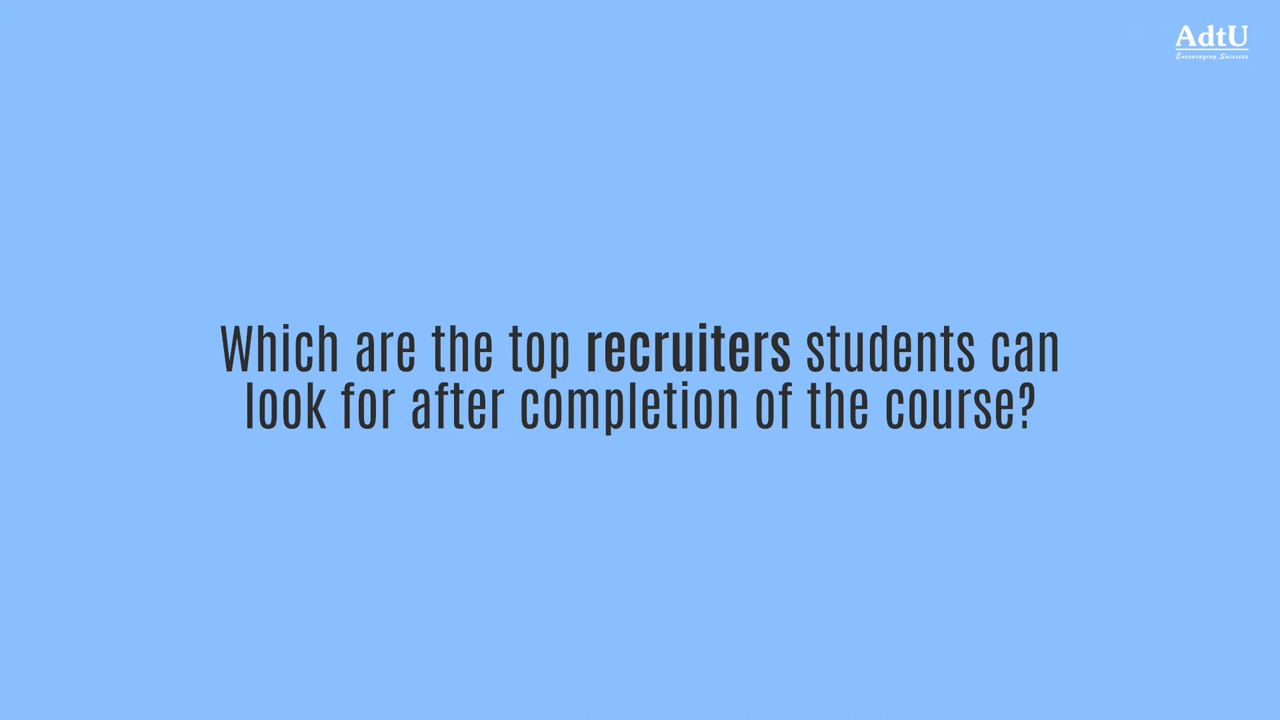 AdtU
Encouraging Success
Which are the top recruiters students can
look for after completion of the course?